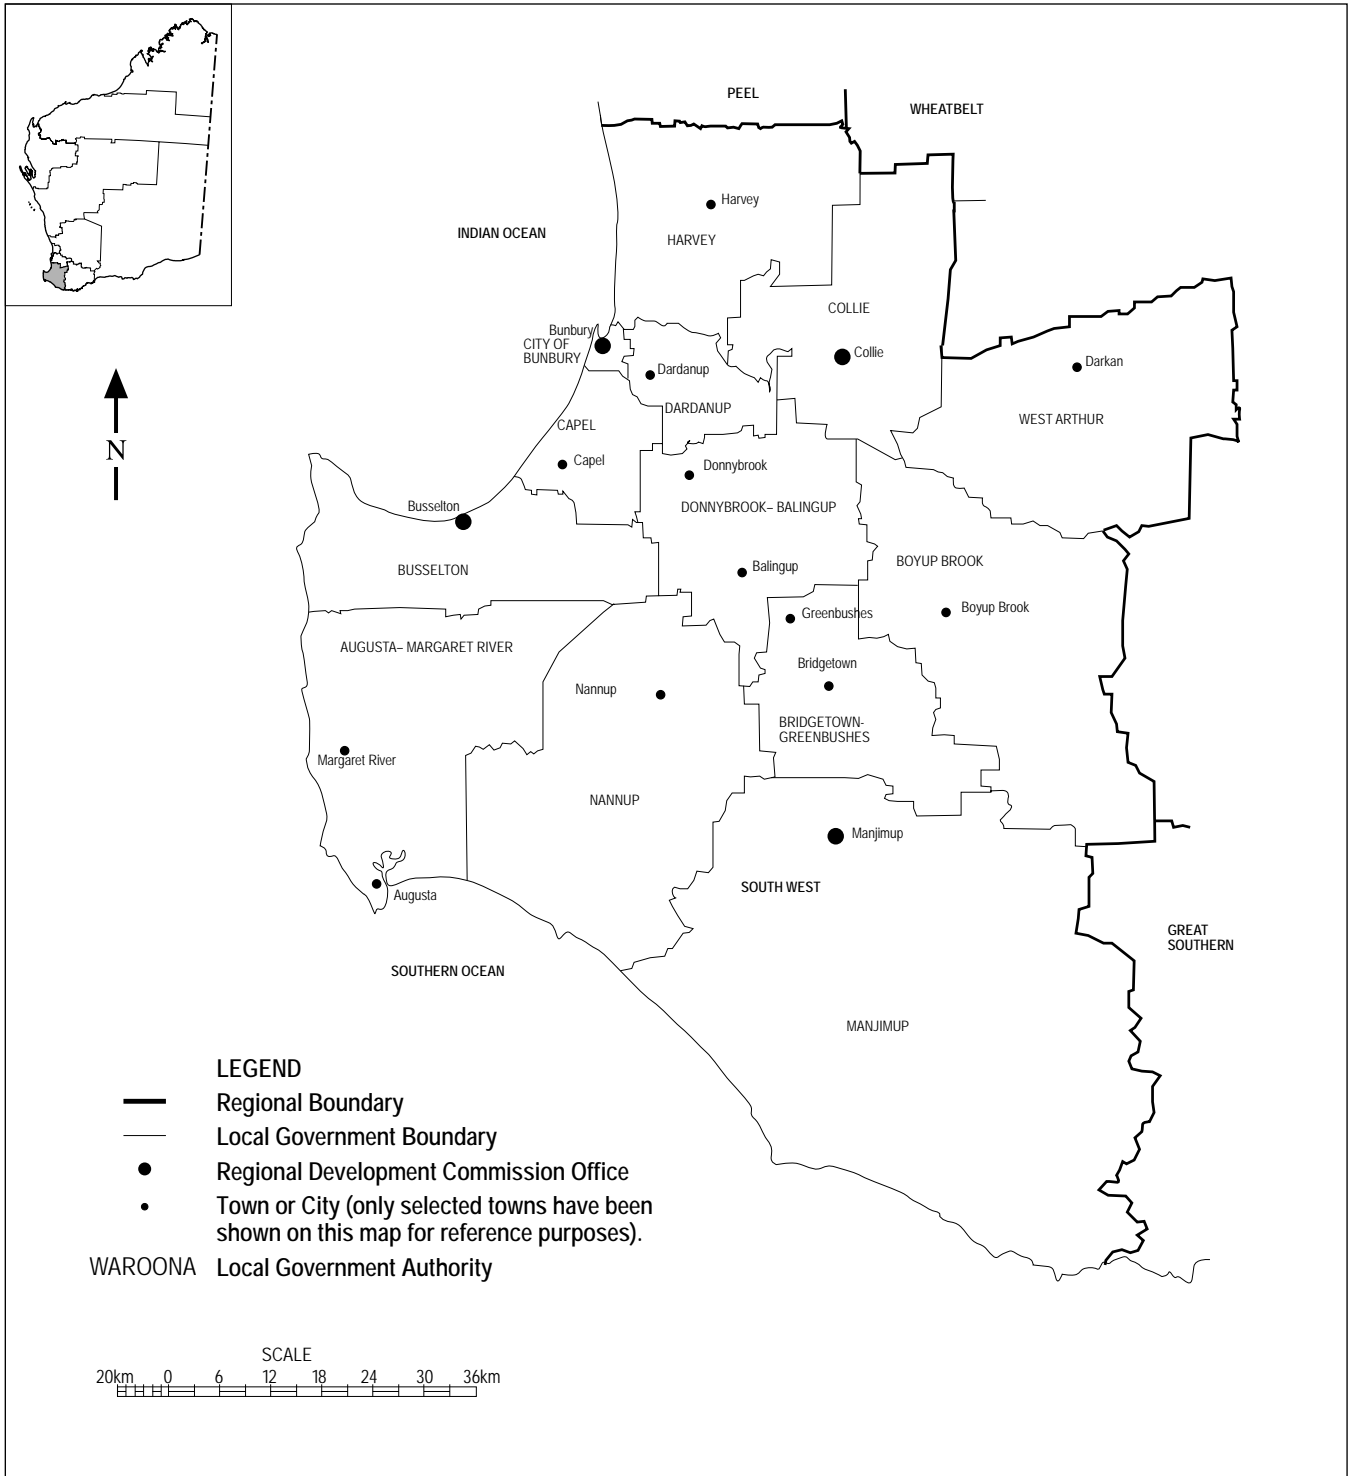 PEEL
WHEATBELT
Harvey
INDIAN OCEAN
HARVEY
COLLIE
Bunbury
CITY OF
BUNBURY
Collie
Darkan
Dardanup
DARDANUP
WEST ARTHUR
CAPEL
N
Capel
Donnybrook
Busselton
DONNYBROOK– BALINGUP
BUSSELTON
Balingup
BOYUP BROOK
Greenbushes
Boyup Brook
AUGUSTA– MARGARET RIVER
Bridgetown
Nannup
BRIDGETOWN-
GREENBUSHES
Margaret River
NANNUP
Manjimup
SOUTH WEST
Augusta
GREAT
SOUTHERN
SOUTHERN OCEAN
MANJIMUP
LEGEND
Regional Boundary
Local Government Boundary
Regional Development Commission Office
Town or City (only selected towns have been
shown on this map for reference purposes).
WAROONA Local Government Authority
SCALE
20km 0 6 12 18 24 30 36km